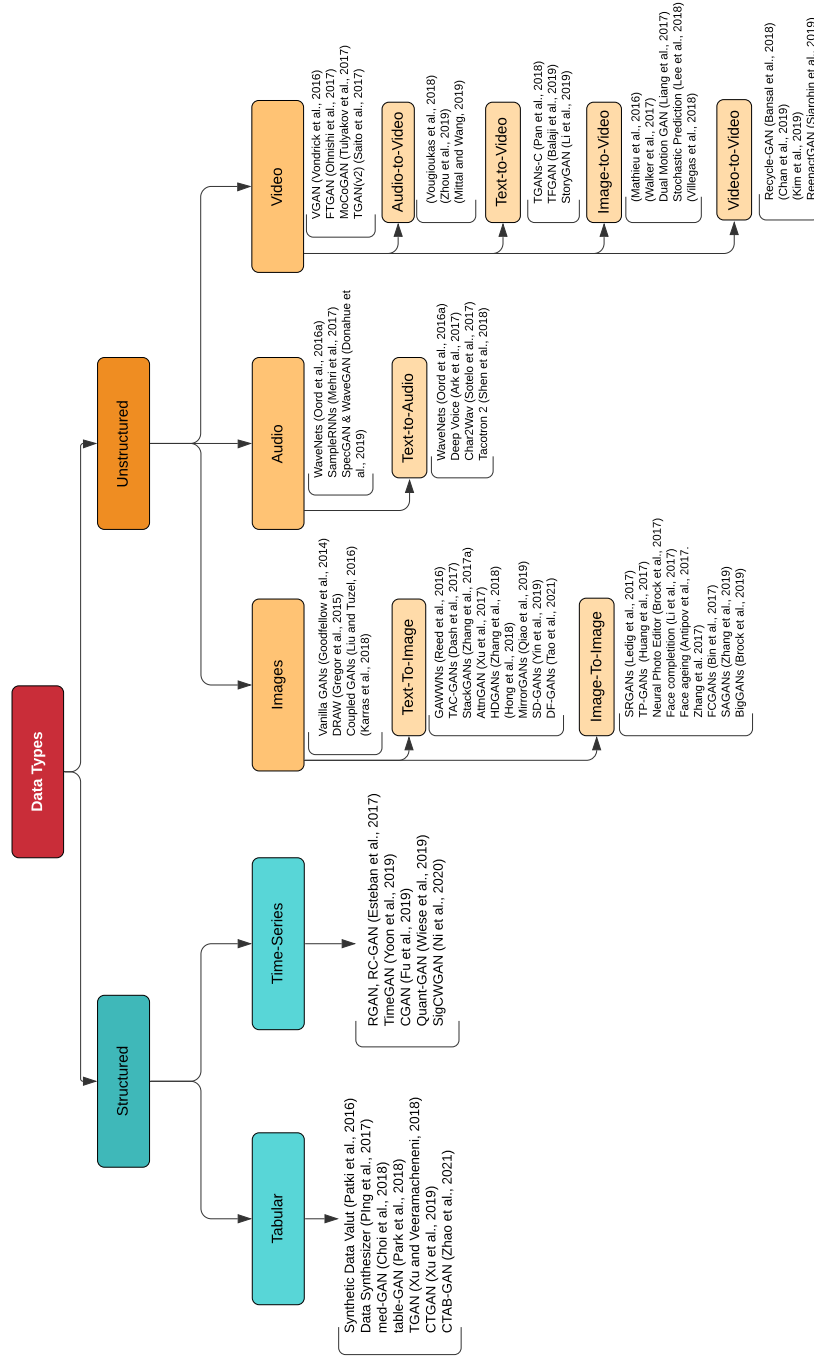 Data Types
Structured
Tabular
Synthetic Data Valut (Patki et al., 2016)
Data Synthesizer (PIng et al., 2017)
med-GAN (Choi et al., 2018)
table-GAN (Park et al., 2018)
TGAN (Xu and Veeramacheneni, 2018)
CTGAN (Xu et al., 2019)
CTAB-GAN (Zhao et al., 2021)
Time-Series
RGAN, RC-GAN (Esteban et al., 2017)
TimeGAN (Yoon et al., 2019)
CGAN (Fu et al., 2019)
Quant-GAN (Wiese et al., 2019)
SigCWGAN (Ni et al., 2020)
Unstructured
Images
Vanilla GANs (Goodfellow et al., 2014)
DRAW (Gregor et al., 2015)
Coupled GANs (Liu and Tuzel, 2016)
(Karras et al., 2018)
Text-To-Image
GAWWNs (Reed et al., 2016)
TAC-GANs (Dash et al., 2017)
StackGANs (Zhang et al., 2017a)
AttnGAN (Xu et al., 2017)
HDGANs (Zhang et al., 2018)
(Hong et al., 2018)
MirrorGANs (Qiao et al., 2019)
SD-GANs (Yin et al., 2019)
DF-GANs (Tao et al., 2021)
Image-To-Image
SRGANs (Ledig et al., 2017)
TP-GANs (Huang et al., 2017)
Neural Photo Editor (Brock et al., 2017)
Faceompletition (Li et al., 2017)
Face ageing (Antipov et al., 2017.
Zhang et al. 2017)
FCGANs (Bin et al., 2017)
SAGANs (Zhang et al., 2019)
BigGANs (Brock et al., 2019)
Audio
WaveNets (Oord et al., 2016a)
SampleRNNs (Mehri et al., 2017)
SpecGAN & WaveGAN (Donahue et
al., 2019)
Text-to-Audio
WaveNets (Oord et al., 2016a)
Deep Voice (Ark et al., 2017)
Char2Wav (Sotelo et al., 2017)
Tacotron 2 (Shen et al., 2018)
Video
VGAN (Vondrick et al., 2016)
FTGAN (Ohnishi et al., 2017)
MoCoGAN (Tulyakov et al., 2017)
TGAN(v2) (Saito et al., 2017)
Audio-to-Video
(Vougioukas et al., 2018)
(Zhou et al., 2019)
(Mittal and Wang, 2019)
Text-to-Video
TGANs-C (Pan et al., 2018)
TFGAN (Balaji et al., 2019)
StoryGAN (Li et al., 2019)
Image-to-Video
(Mathieu et al., 2016)
(Walker et al., 2017)
Dual Motion GAN (Liang et al., 2017)
Stochastic Prediction (Lee et al., 2018)
(Villegas et al., 2018)
Video-to-Video
Recycle-GAN (Bansal et al., 2018)
(Chan et al., 2019)
(Kim et al., 2019)
ReenactGAN (Siarohin et al., 2019)